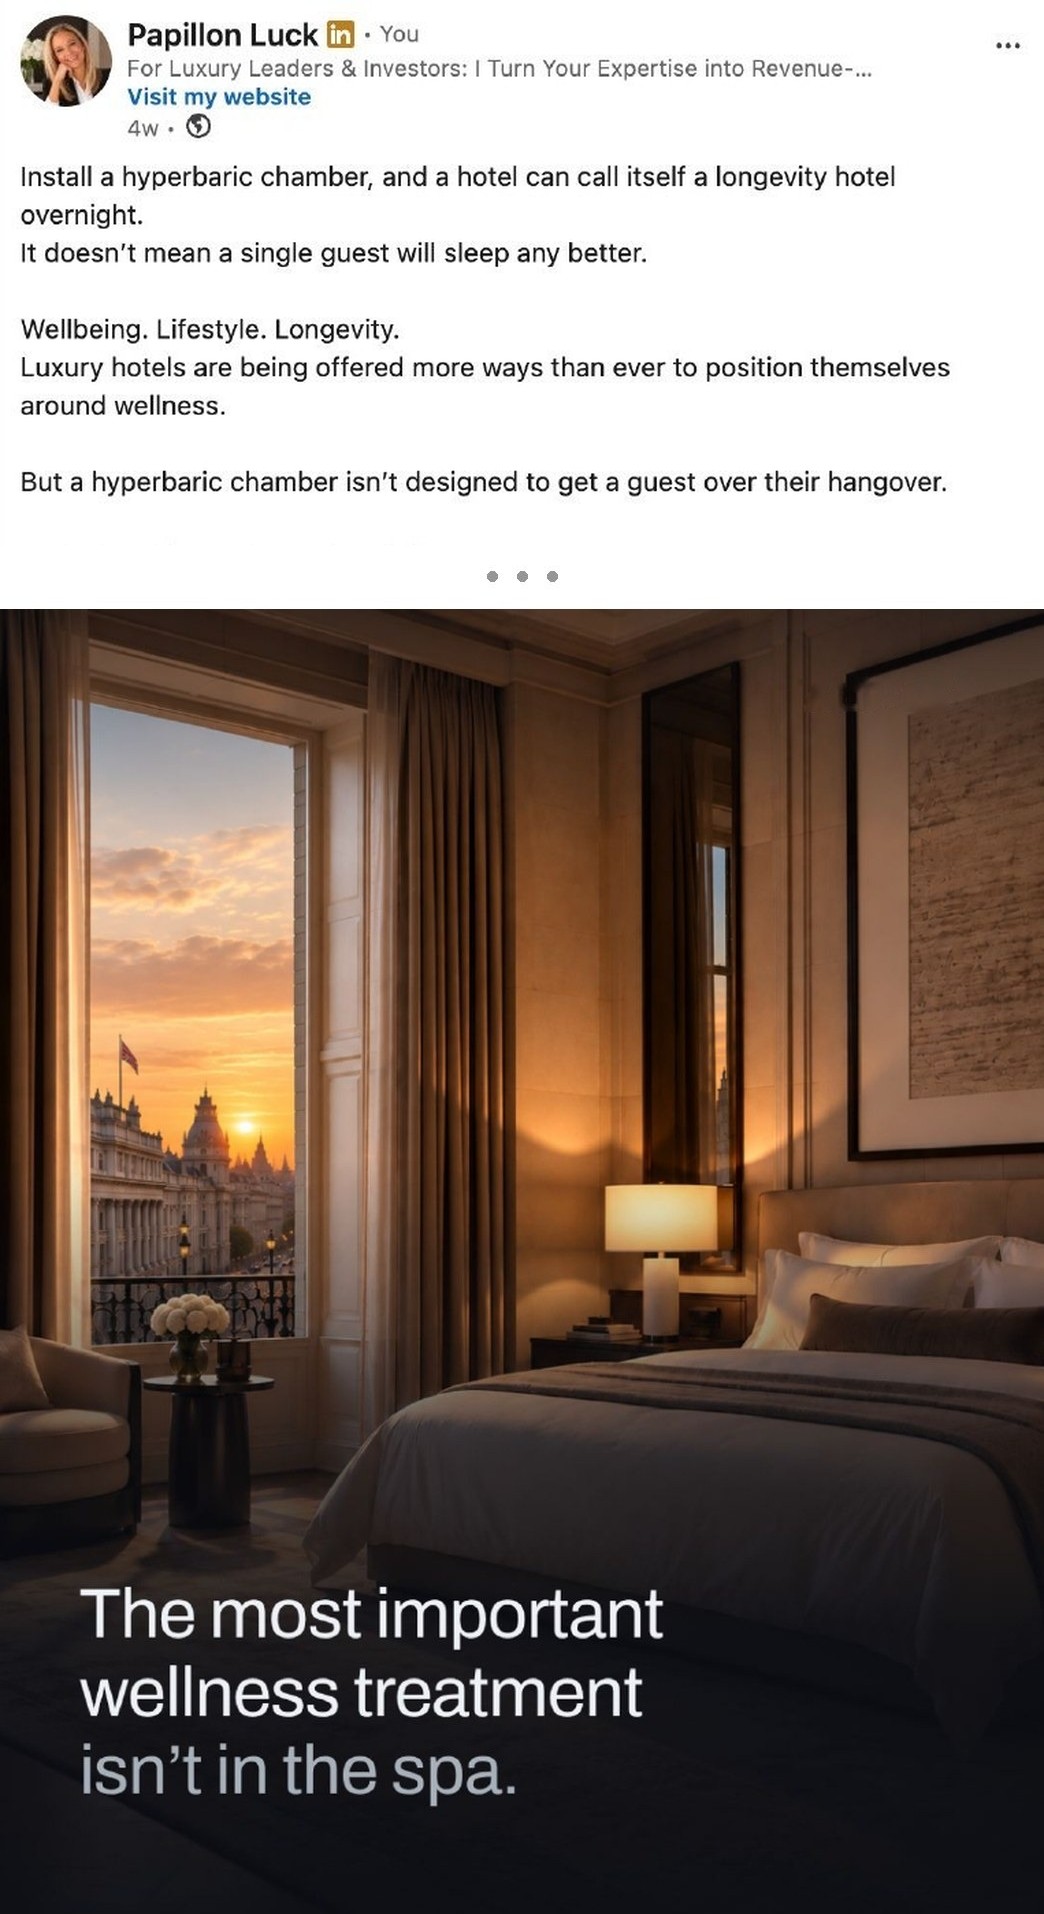 Papillon Luck in · You
For Luxury Leaders & Investors: I Turn Your Expertise into Revenue-...
Visit my website
4w •
Install a hyperbaric chamber, and a hotel can call itself a longevity hotel
overnight.
It doesn’t mean a single guest will sleep any better.
Wellbeing. Lifestyle. Longevity.
Luxury hotels are being offered more ways than ever to position themselves
around wellness.
But a hyperbaric chamber isn’t designed to get a guest over their hangover.
The most important
wellness treatment
isn’t in the spa.